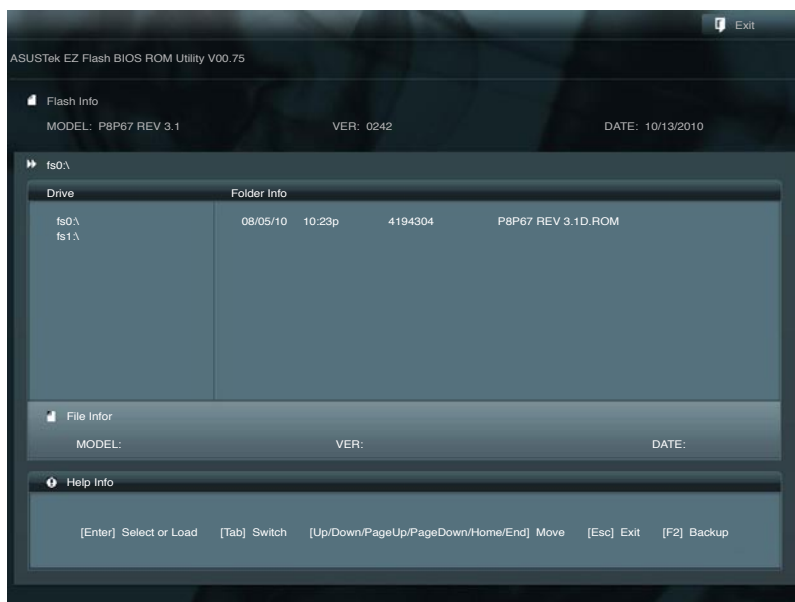 Exit
ASUSTek EZ Flash BIOS ROM Utility V00.75
Flash Info
MODEL: P8P67 REV 3.1 VER: 0242 DATE: 10/13/2010
fs0:\
Drive Folder Info
fs0:\ 08/05/10 10:23p 4194304 P8P67 REV 3.1D.ROM
fs1:\
File Infor
MODEL: VER: DATE:
Help Info
[Enter] Select or Load [Tab] Switch [Up/Down/PageUp/PageDown/Home/End] Move [Esc] Exit [F2] Backup